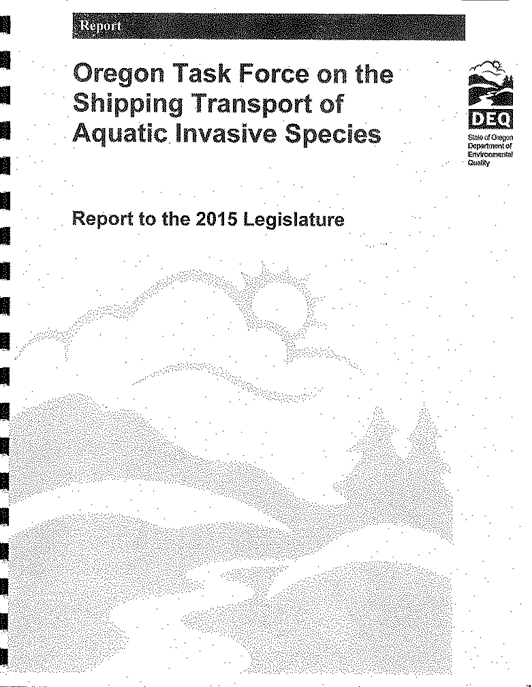 Report
Oregon Task Force on the
Shipping Transport of
Aquatic Invasive Species
DEQ
State of Oregon
Department of
Environmental
Quality
Report to the 2015 Legislature